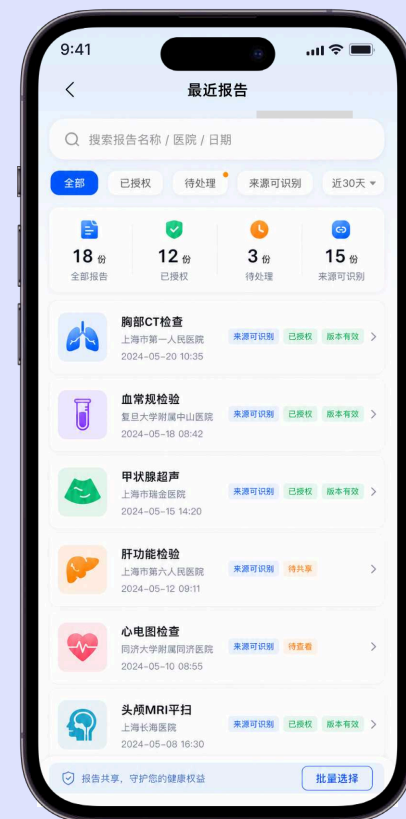 9:41
最近报告
搜索报告名称 / 医院 / 日期
全部 已授权 待处理 来源可识别 近30天
18 份 12 份 3 份 15 份
全部报告 已授权 待处理 来源可识别
胸部CT检查
上海市第一人民医院 来源可识别 已授权 版本有效
2024-05-20 10:35
血常规检验
复旦大学附属中山医院 来源可识别 已授权 版本有效
2024-05-18 08:42
甲状腺超声
上海市瑞金医院 来源可识别 已授权 版本有效
2024-05-15 14:20
肝功能检验
上海市第六人民医院 来源可识别 待共享
2024-05-12 09:11
心电图检查
同济大学附属同济医院 来源可识别 待查看
2024-05-10 08:55
头颅MRI平扫
上海长海医院 来源可识别 已授权 版本有效
2024-05-08 16:30
报告共享，守护您的健康权益 批量选择